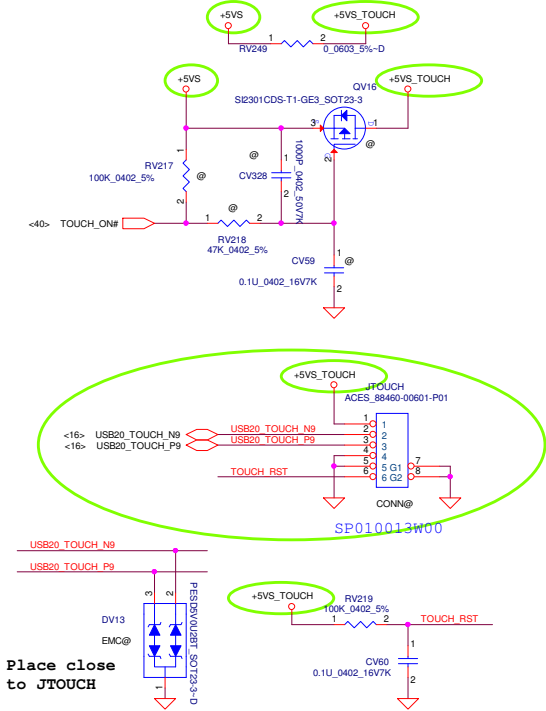 +5VS +5VS_TOUCH
1 2
RV249 0_0603_5%~D
+5VS QV16 +5VS_TOUCH
SI2301CDS-T1-GE3_SOT23-3
3 S D 1
G
2
@
1
RV217
100K_0402_5%
@
2
@
1
CV328
2
1000P_0402_50V7K
<40> TOUCH_ON#
@
1 2
RV218
47K_0402_5%
@
1
CV59
@
0.1U_0402_16V7K
2
+5VS_TOUCH
JTOUCH
ACES_88460-00601-P01
<16> USB20_TOUCH_N9 USB20_TOUCH_N9
<16> USB20_TOUCH_P9 USB20_TOUCH_P9
TOUCH_RST
1 1
2 2
3 3
4 4
5 5 G1 7
6 6 G2 8
CONN@
SP010013W00
USB20_TOUCH_N9
USB20_TOUCH_P9
3 2
DV13
EMC@
1
PESD5V0U2BT_SOT23-3~D
Place close
to JTOUCH
+5VS_TOUCH
RV219
100K_0402_5%
1 2
TOUCH_RST
1
CV60
0.1U_0402_16V7K
2